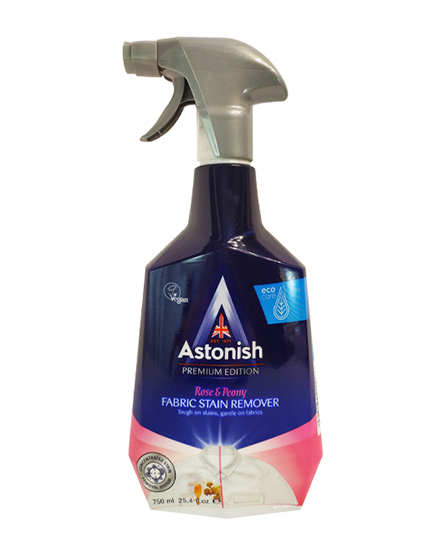 eco
care
Vegan
EST. 1971
Astonish
PREMIUM EDITION
Rose & Peony
FABRIC STAIN REMOVER
Tough on stains, gentle on fabrics
750 ml 25.4 fl.oz e